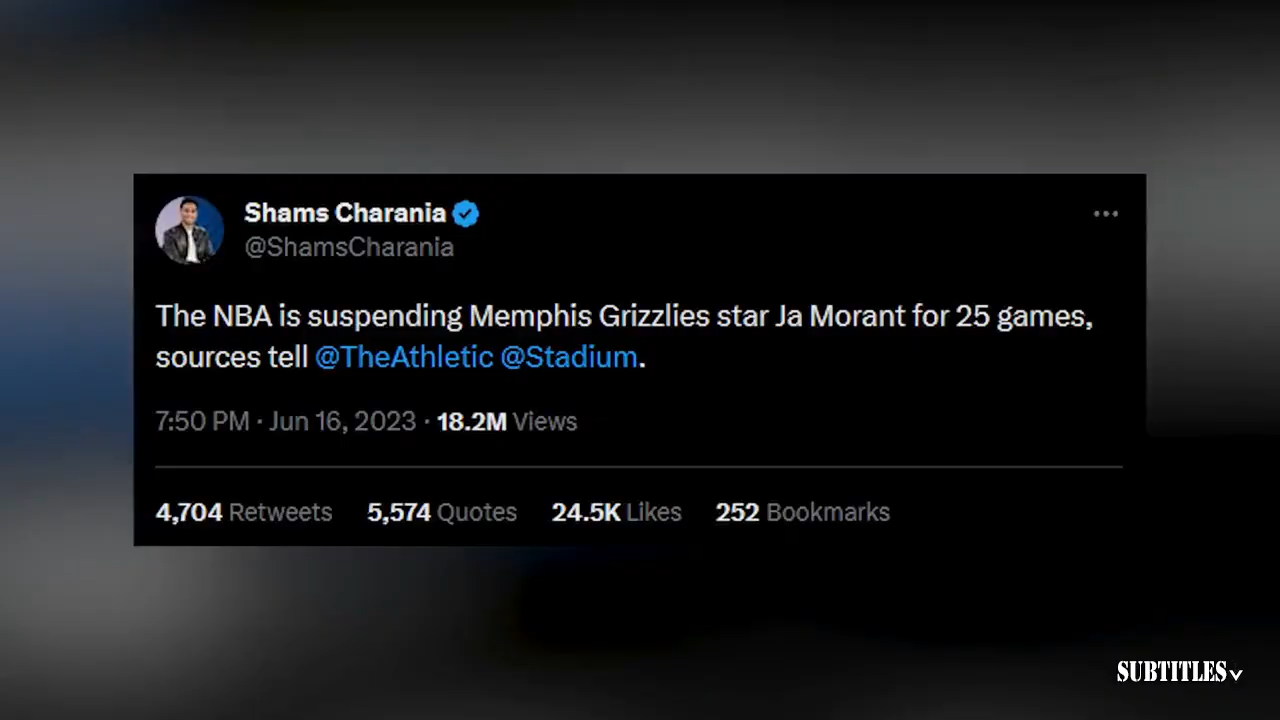 Shams Charania
@ShamsCharania
The NBA is suspending Memphis Grizzlies star Ja Morant for 25 games,
sources tell @TheAthletic @Stadium.
7:50 PM · Jun 16, 2023 · 18.2M Views
4,704 Retweets 5,574 Quotes 24.5K Likes 252 Bookmarks
SUBTITLES